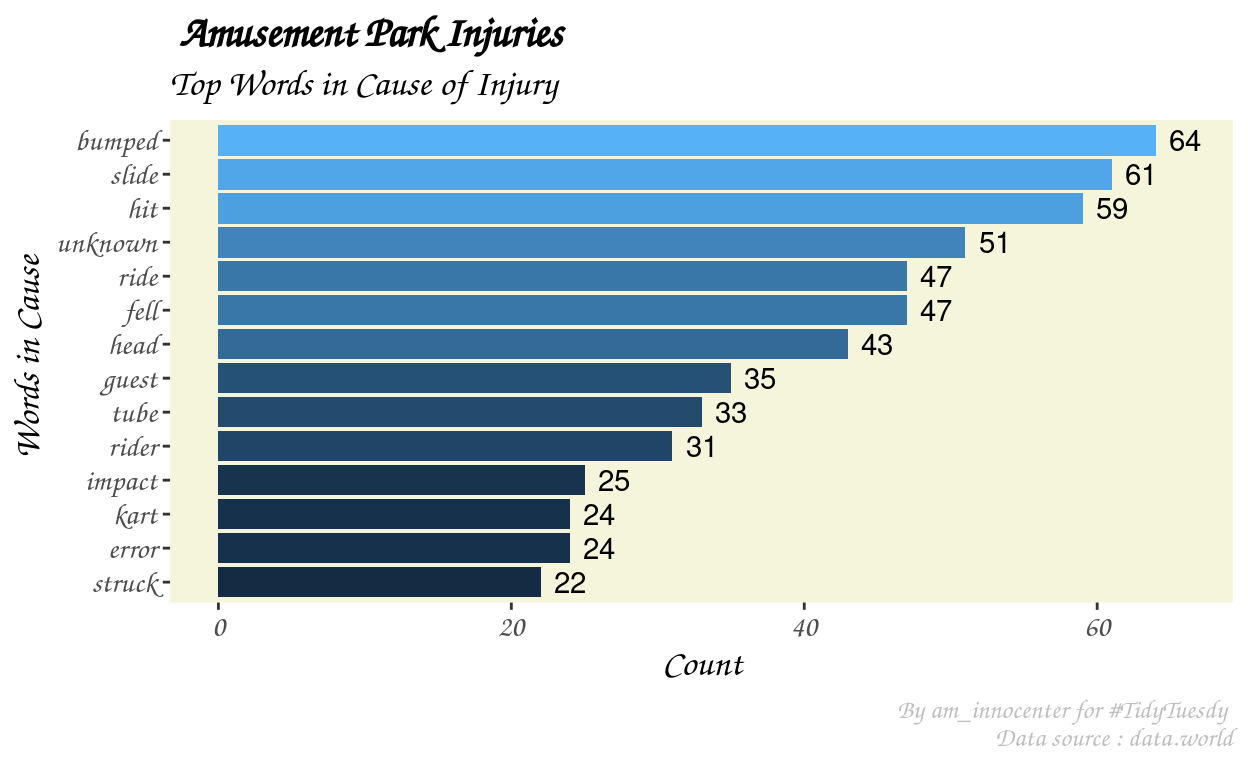 Amusement Park Injuries
Top Words in Cause of Injury
Words in Cause
bumped 64
slide 61
hit 59
unknown 51
ride 47
fell 47
head 43
guest 35
tube 33
rider 31
impact 25
kart 24
error 24
struck 22
0 20 40 60
Count
By am_innocenter for #TidyTuesdy
Data source : data.world